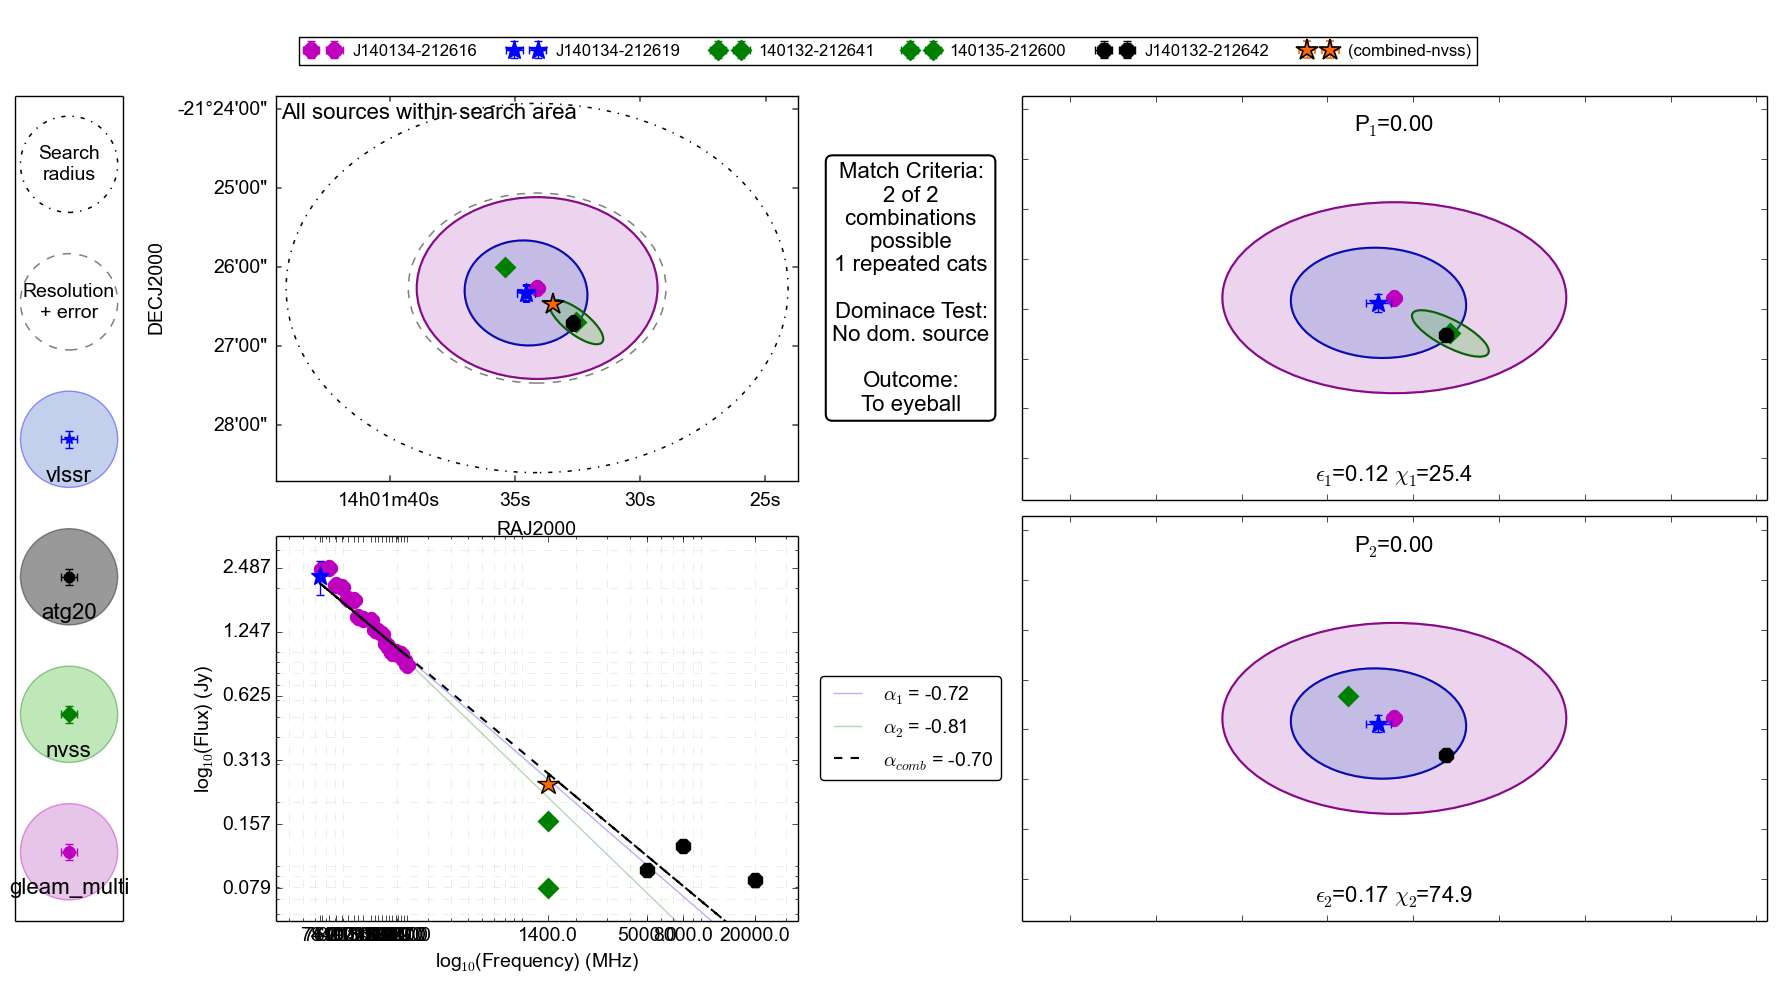 J140134-212616 J140134-212619 140132-212641 140135-212600 J140132-212642 (combined-nvss)
Search
radius
Resolution
+ error
vlssr
atg20
nvss
gleam_multi
All sources within search area
DECJ2000
-21°24'00"
25'00"
26'00"
27'00"
28'00"
14h01m40s 35s 30s 25s
RAJ2000
Match Criteria:
2 of 2
combinations
possible
1 repeated cats
Dominace Test:
No dom. source
Outcome:
To eyeball
P₁=0.00
ϵ₁=0.12 χ₁=25.4
log₁₀(Flux) (Jy)
2.487
1.247
0.625
0.313
0.157
0.079
1400.0 5000.0 8000.0 20000.0
log₁₀(Frequency) (MHz)
α₁ = -0.72
α₂ = -0.81
α_comb = -0.70
P₂=0.00
ϵ₂=0.17 χ₂=74.9